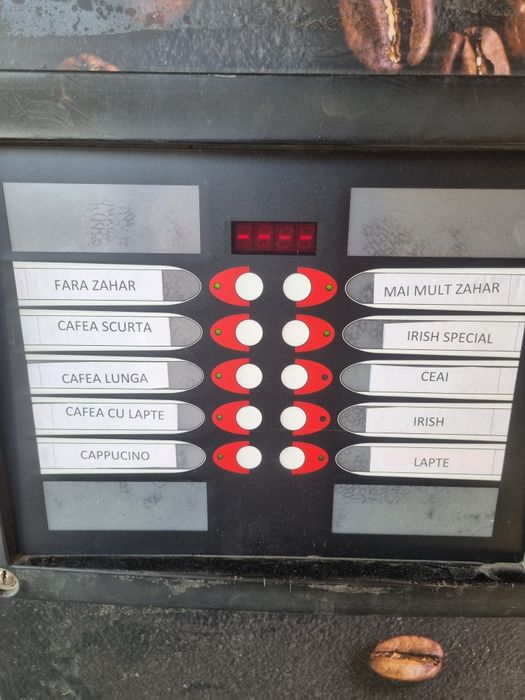 FARA ZAHAR
MAI MULT ZAHAR
CAFEA SCURTA
IRISH SPECIAL
CAFEA LUNGA
CEAI
CAFEA CU LAPTE
IRISH
CAPPUCINO
LAPTE